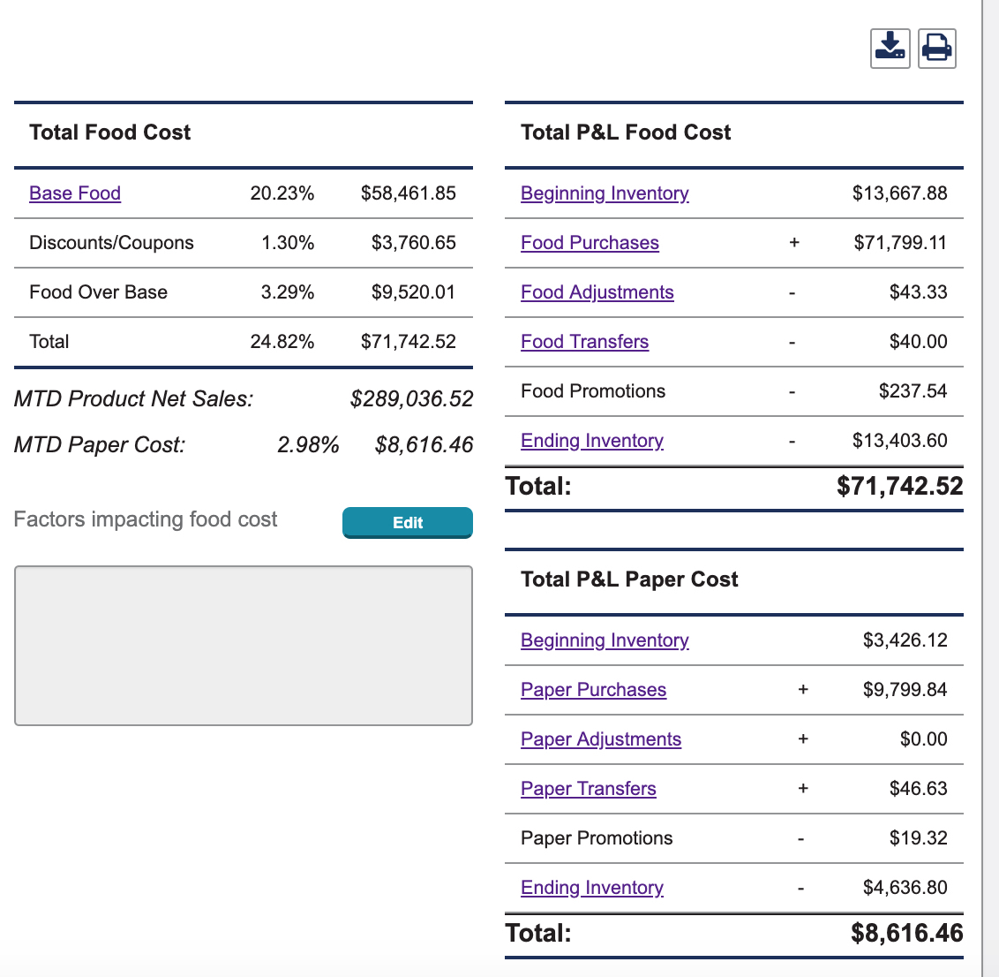 Total Food Cost
Base Food 20.23% $58,461.85
Discounts/Coupons 1.30% $3,760.65
Food Over Base 3.29% $9,520.01
Total 24.82% $71,742.52
MTD Product Net Sales: $289,036.52
MTD Paper Cost: 2.98% $8,616.46
Factors impacting food cost Edit
Total P&L Food Cost
Beginning Inventory $13,667.88
Food Purchases + $71,799.11
Food Adjustments - $43.33
Food Transfers - $40.00
Food Promotions - $237.54
Ending Inventory - $13,403.60
Total: $71,742.52
Total P&L Paper Cost
Beginning Inventory $3,426.12
Paper Purchases + $9,799.84
Paper Adjustments + $0.00
Paper Transfers + $46.63
Paper Promotions - $19.32
Ending Inventory - $4,636.80
Total: $8,616.46